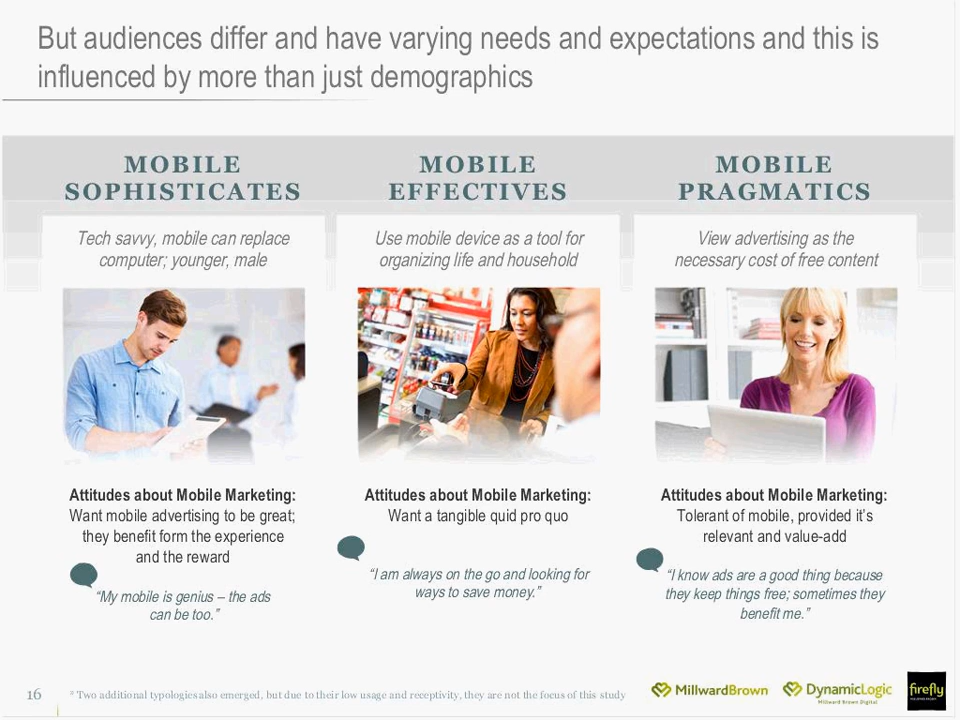 But audiences differ and have varying needs and expectations and this is
influenced by more than just demographics
MOBILE
SOPHISTICATES
Tech savvy, mobile can replace
computer; younger, male
Attitudes about Mobile Marketing:
Want mobile advertising to be great;
they benefit form the experience
and the reward
“My mobile is genius – the ads
can be too.”
MOBILE
EFFECTIVES
Use mobile device as a tool for
organizing life and household
Attitudes about Mobile Marketing:
Want a tangible quid pro quo
“I am always on the go and looking for
ways to save money.”
MOBILE
PRAGMATICS
View advertising as the
necessary cost of free content
Attitudes about Mobile Marketing:
Tolerant of mobile, provided it’s
relevant and value-add
“I know ads are a good thing because
they keep things free; sometimes they
benefit me.”
16
* Two additional typologies also emerged, but due to their low usage and receptivity, they are not the focus of this study
MillwardBrown
DynamicLogic
Millward Brown Digital
firefly